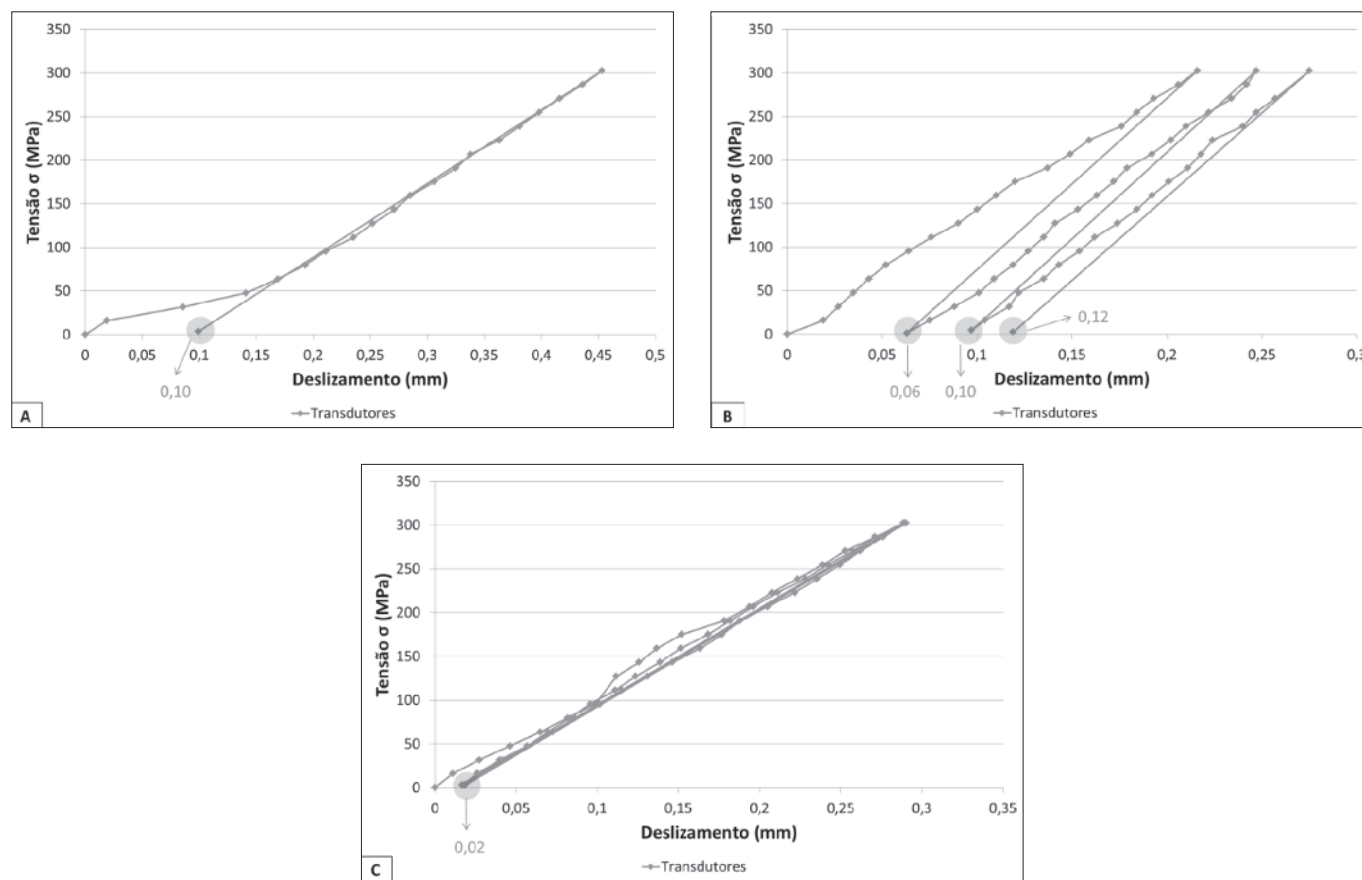 350
300
250
200
150
100
50
0
Tensão σ (MPa)
0 0,05 0,1 0,15 0,2 0,25 0,3 0,35 0,4 0,45 0,5
Deslizamento (mm)
0,10
Transdutores
A
350
300
250
200
150
100
50
0
Tensão σ (MPa)
0 0,05 0,1 0,15 0,2 0,25 0,3
0,12
Deslizamento (mm)
0,06 0,10
Transdutores
B
350
300
250
200
150
100
50
0
Tensão σ (MPa)
0 0,05 0,1 0,15 0,2 0,25 0,3 0,35
Deslizamento (mm)
0,02
Transdutores
C